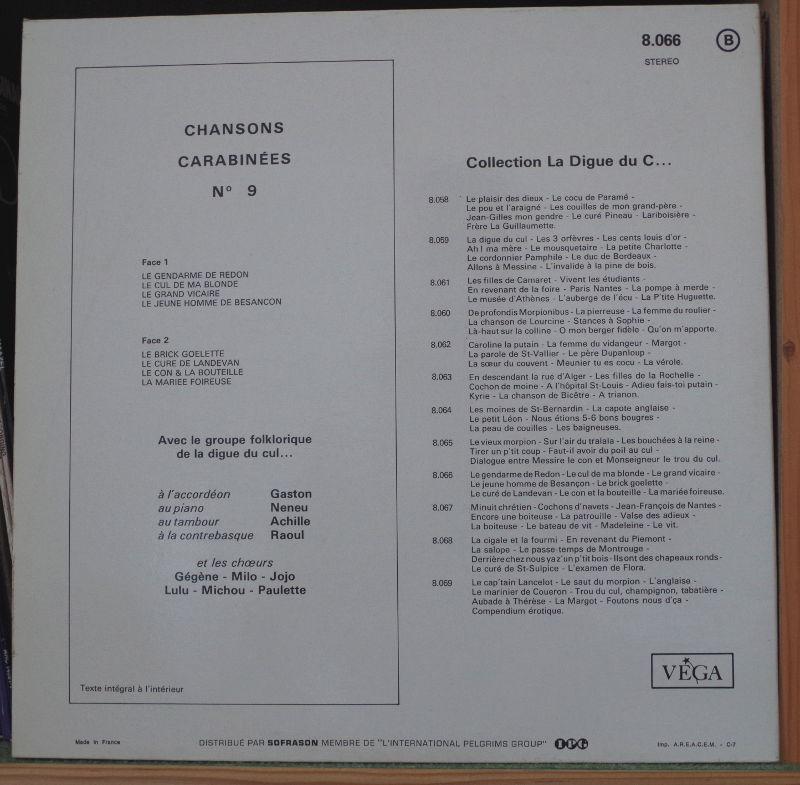 8.066
B
STEREO
CHANSONS
CARABINÉES
N° 9
Face 1
LE GENDARME DE REDON
LE CUL DE MA BLONDE
LE GRAND VICAIRE
LE JEUNE HOMME DE BESANCON
Face 2
LE BRICK GOELETTE
LE CURE DE LANDEVAN
LE CON & LA BOUTEILLE
LA MARIEE FOIREUSE
Avec le groupe folklorique
de la digue du cul...
à l'accordéon Gaston
au piano Neneu
au tambour Achille
à la contrebasque Raoul
et les chœurs
Gégène - Milo - Jojo
Lulu - Michou - Paulette
Texte intégral à l'intérieur
Collection La Digue du C...
8.058 Le plaisir des dieux - Le cocu de Paramé -
Le pou et l'araigné - Les couilles de mon grand-père -
Jean-Gilles mon gendre - Le curé Pineau - Lariboisière -
Frère La Guillaumette.
8.059 La digue du cul - Les 3 orfèvres - Les cents louis d'or -
Ah ! ma mère - Le mousquetaire - La petite Charlotte -
Le cordonnier Pamphile - Le duc de Bordeaux -
Allons à Messine - L'invalide à la pine de bois.
8.061 Les filles de Camaret - Vivent les étudiants -
En revenant de la foire - Paris Nantes - La pompe à merde -
Le musée d'Athènes - L'auberge de l'écu - La P'tite Huguette.
8.060 De profondis Morpionibus - La pierreuse - La femme du roulier -
La chanson de Lourcine - Stances à Sophie -
Là-haut sur la colline - O mon berger fidèle - Qu'on m'apporte.
8.062 Caroline la putain - La femme du vidangeur - Margot -
La parole de St-Vallier - Le père Dupanloup -
La sœur du couvent - Meunier tu es cocu - La vérole.
8.063 En descendant la rue d'Alger - Les filles de la Rochelle -
Cochon de moine - A l'hôpital St-Louis - Adieu fais-toi putain -
Kyrie - La chanson de Bicêtre - A trianon.
8.064 Les moines de St-Bernardin - La capote anglaise -
Le petit Léon - Nous étions 5-6 bons bougres -
La peau de couilles - Les baigneuses.
8.065 Le vieux morpion - Sur l'air du tralala - Les bouchées à la reine -
Tirer un p'tit coup - Faut-il avoir du poil au cul -
Dialogue entre Messire le con et Monseigneur le trou du cul.
8.066 Le gendarme de Redon - Le cul de ma blonde - Le grand vicaire -
Le jeune homme de Besançon - Le brick goelette -
Le curé de Landevan - Le con et la bouteille - La mariée foireuse.
8.067 Minuit chrétien - Cochons d'navets - Jean-François de Nantes -
Encore une boiteuse - La patrouille - Valse des adieux -
La boiteuse - Le bateau de vit - Madeleine - Le vit.
8.068 La cigale et la fourmi - En revenant du Piemont -
La salope - Le passe-temps de Montrouge -
Derrière chez nous ya z'un p'tit bois - Ils ont des chapeaux ronds -
Le curé de St-Sulpice - L'examen de Flora.
8.069 Le cap'tain Lancelot - Le saut du morpion - L'anglaise -
Le marinier de Coueron - Trou du cul, champignon, tabatière -
Aubade à Thérèse - La Margot - Foutons nous d'ça -
Compendium érotique.
VÉGA
Made in France
DISTRIBUÉ PAR SOFRASON MEMBRE DE "L'INTERNATIONAL PELGRIMS GROUP" IPG
Imp. A.R.E.A.C.E.M. - C/7